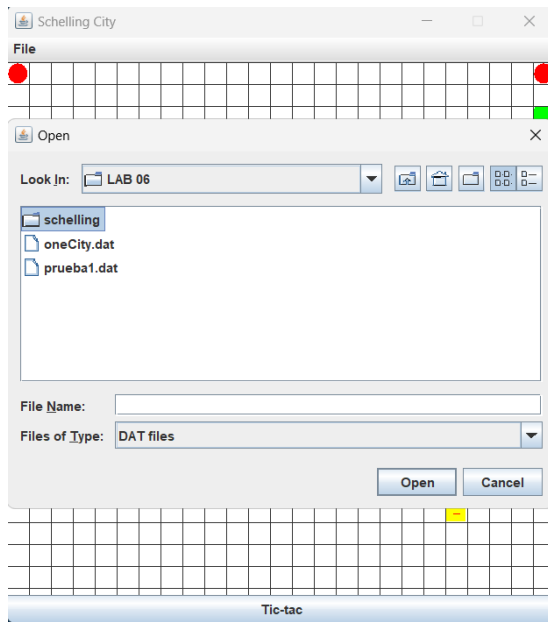 Schelling City
File
Open
Look In: LAB 06
schelling
oneCity.dat
prueba1.dat
File Name:
Files of Type: DAT files
Open Cancel
Tic-tac